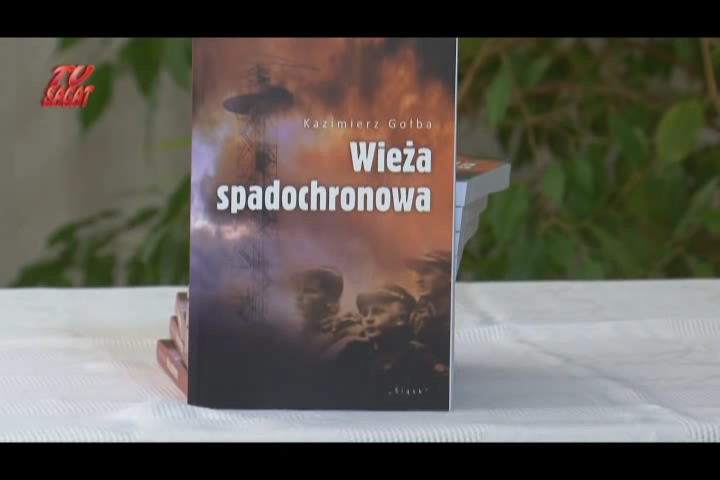 TV
SAGAT
Kazimierz Gołba
Wieża
spadochronowa
„Śląsk”